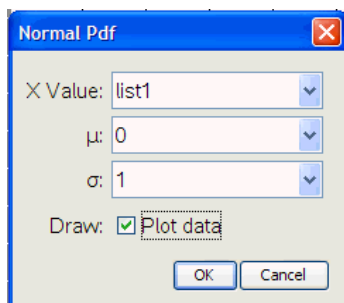 Normal Pdf
X Value: list1
μ: 0
σ: 1
Draw: Plot data
OK Cancel